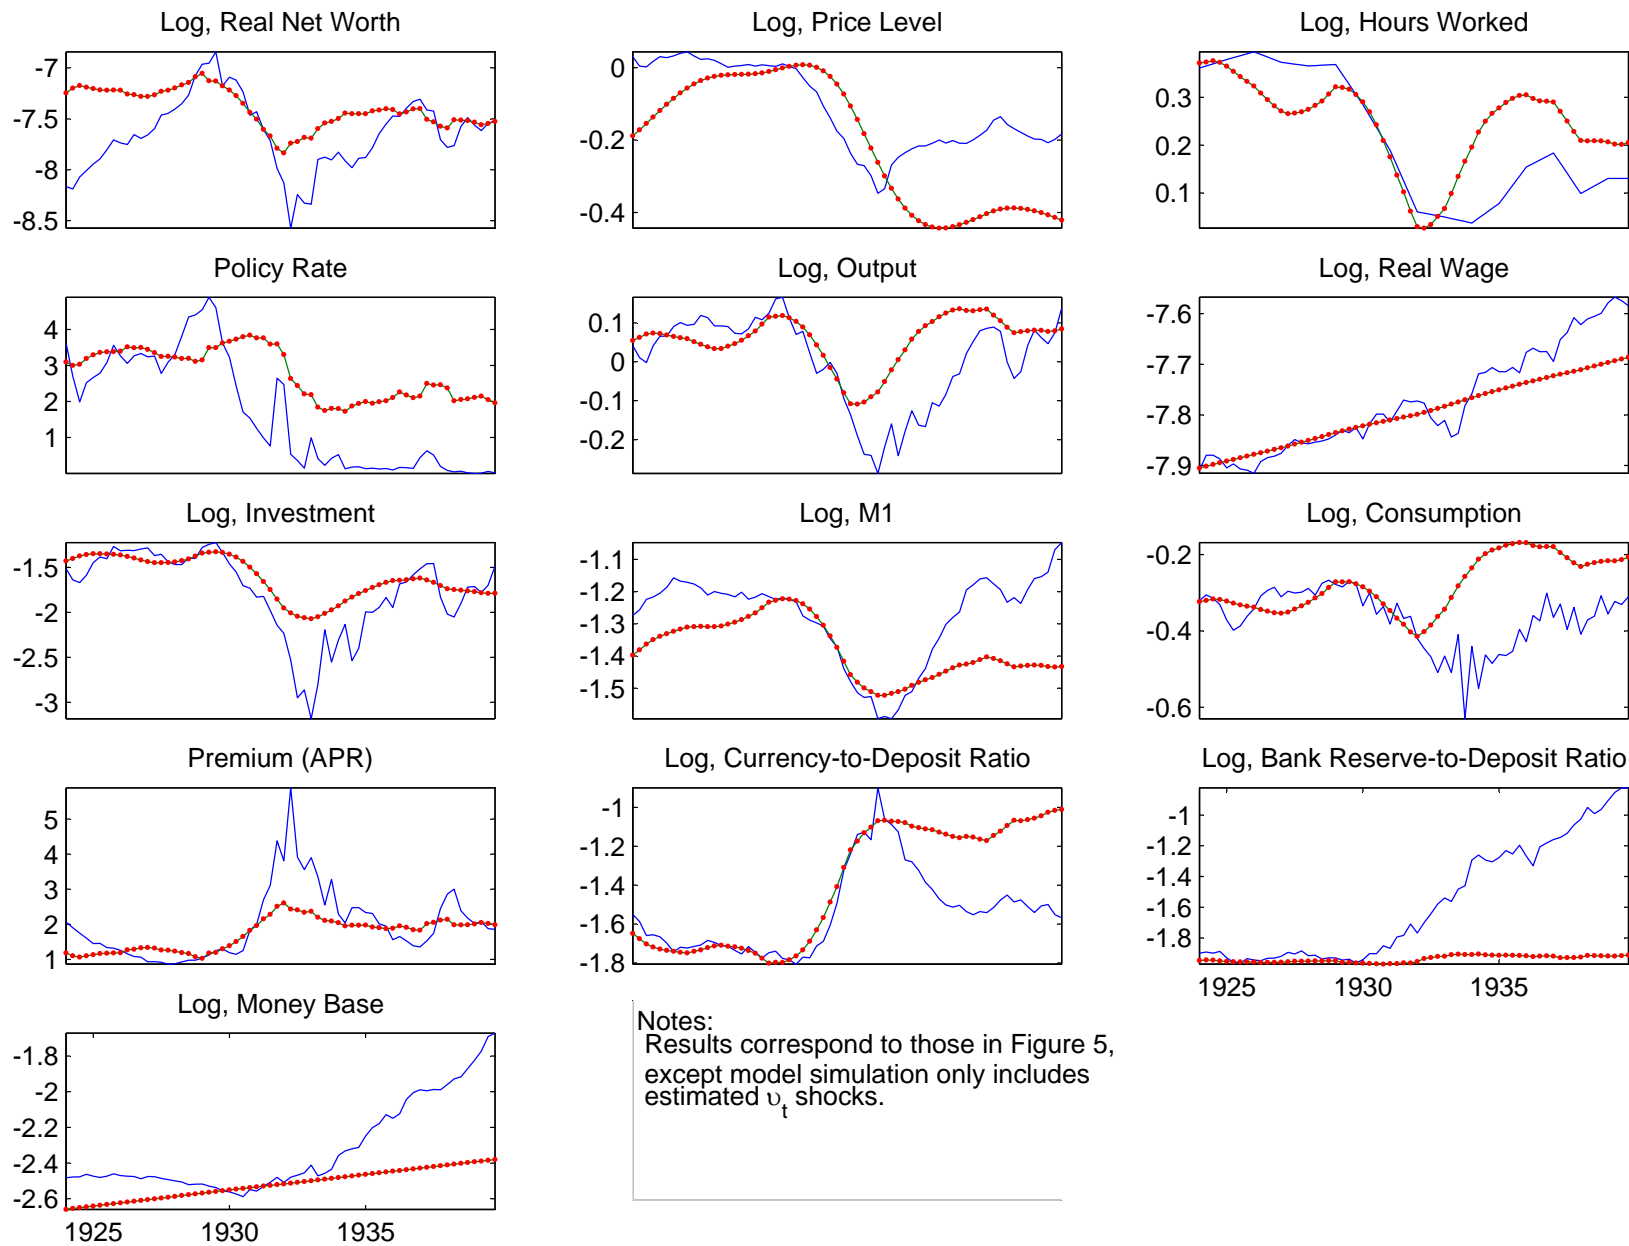 Log, Real Net Worth
-7
-7.5
-8
-8.5
Log, Price Level
0
-0.2
-0.4
Log, Hours Worked
0.3
0.2
0.1
Policy Rate
4
3
2
1
Log, Output
0.1
0
-0.1
-0.2
Log, Real Wage
-7.6
-7.7
-7.8
-7.9
Log, Investment
-1.5
-2
-2.5
-3
Log, M1
-1.1
-1.2
-1.3
-1.4
-1.5
Log, Consumption
-0.2
-0.4
-0.6
Premium (APR)
5
4
3
2
1
Log, Currency-to-Deposit Ratio
-1
-1.2
-1.4
-1.6
-1.8
Log, Bank Reserve-to-Deposit Ratio
-1
-1.2
-1.4
-1.6
-1.8
1925 1930 1935
Log, Money Base
-1.8
-2
-2.2
-2.4
-2.6
1925 1930 1935
Notes:
Results correspond to those in Figure 5,
except model simulation only includes
estimated υ_t shocks.